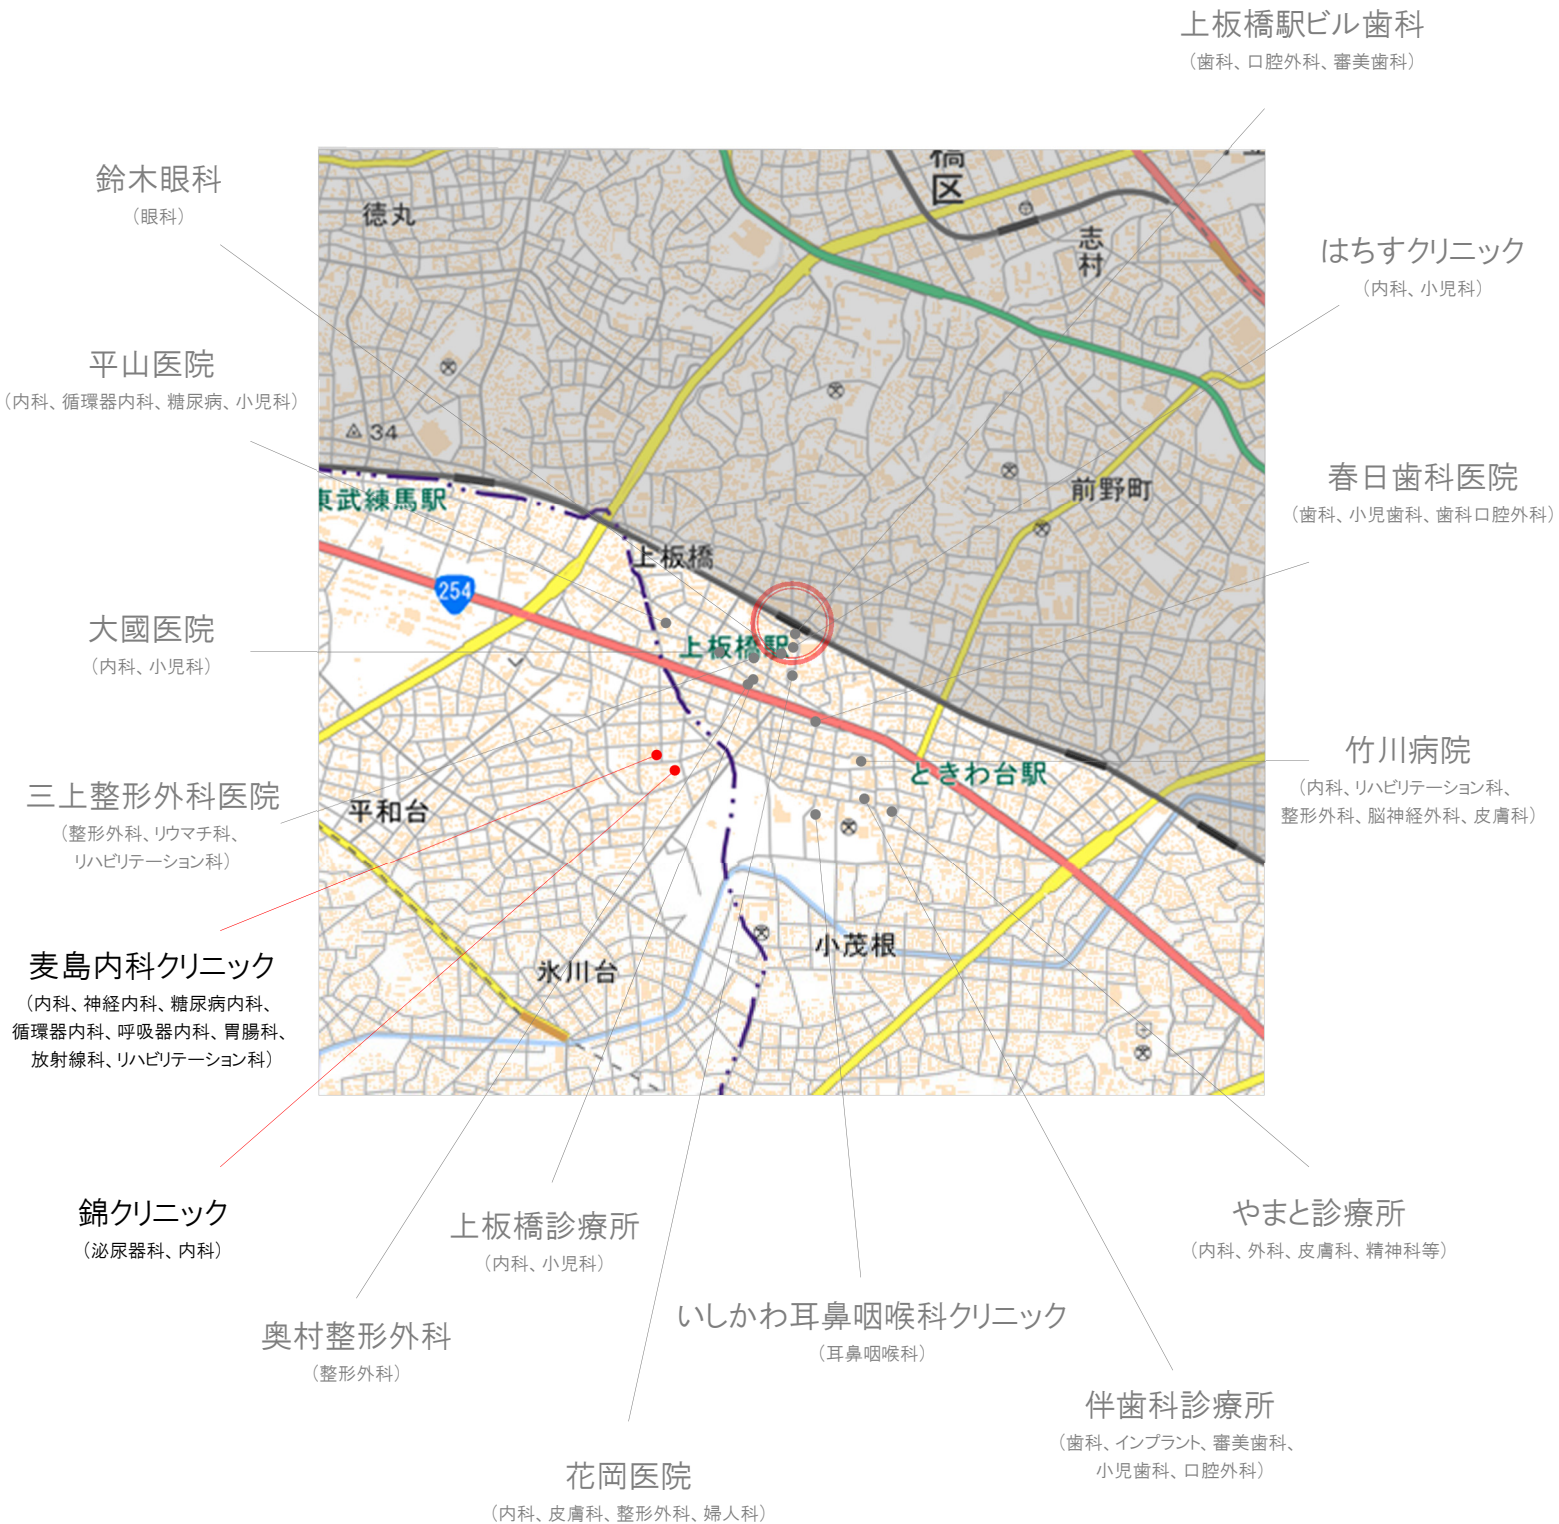 上板橋駅ビル歯科
（歯科、口腔外科、審美歯科）
鈴木眼科
（眼科）
はちすクリニック
（内科、小児科）
平山医院
（内科、循環器内科、糖尿病、小児科）
春日歯科医院
（歯科、小児歯科、歯科口腔外科）
大國医院
（内科、小児科）
竹川病院
（内科、リハビリテーション科、
整形外科、脳神経外科、皮膚科）
三上整形外科医院
（整形外科、リウマチ科、
リハビリテーション科）
麦島内科クリニック
（内科、神経内科、糖尿病内科、
循環器内科、呼吸器内科、胃腸科、
放射線科、リハビリテーション科）
錦クリニック
（泌尿器科、内科）
上板橋診療所
（内科、小児科）
やまと診療所
（内科、外科、皮膚科、精神科等）
奥村整形外科
（整形外科）
いしかわ耳鼻咽喉科クリニック
（耳鼻咽喉科）
伴歯科診療所
（歯科、インプラント、審美歯科、
小児歯科、口腔外科）
花岡医院
（内科、皮膚科、整形外科、婦人科）
橋
区
徳丸
志
村
34
前野町
東武練馬駅
上板橋
254
上板橋駅
ときわ台駅
平和台
小茂根
氷川台